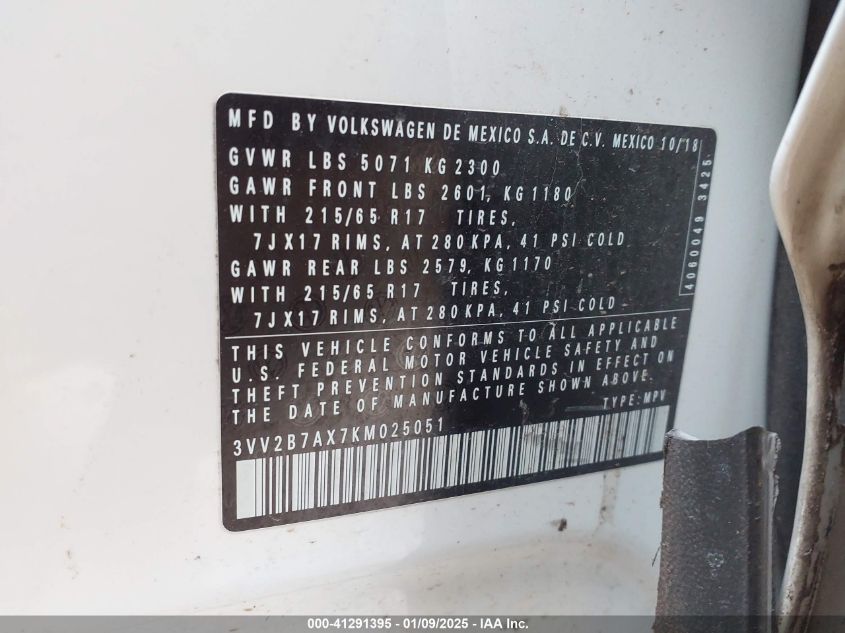 MFD BY VOLKSWAGEN DE MEXICO S.A. DE C.V. MEXICO 10/18
GVWR LBS 5071 KG 2300
GAWR FRONT LBS 2601, KG 1180
WITH 215/65 R17 TIRES,
7JX17 RIMS, AT 280 KPA, 41 PSI COLD
GAWR REAR LBS 2579, KG 1170
WITH 215/65 R17 TIRES,
7JX17 RIMS, AT 280 KPA, 41 PSI COLD
4060049 3425
THIS VEHICLE CONFORMS TO ALL APPLICABLE
U.S. FEDERAL MOTOR VEHICLE SAFETY AND
THEFT PREVENTION STANDARDS IN EFFECT ON
THE DATE OF MANUFACTURE SHOWN ABOVE.
TYPE: MPV
3VV2B7AX7KM025051
000-41291395 - 01/09/2025 - IAA Inc.